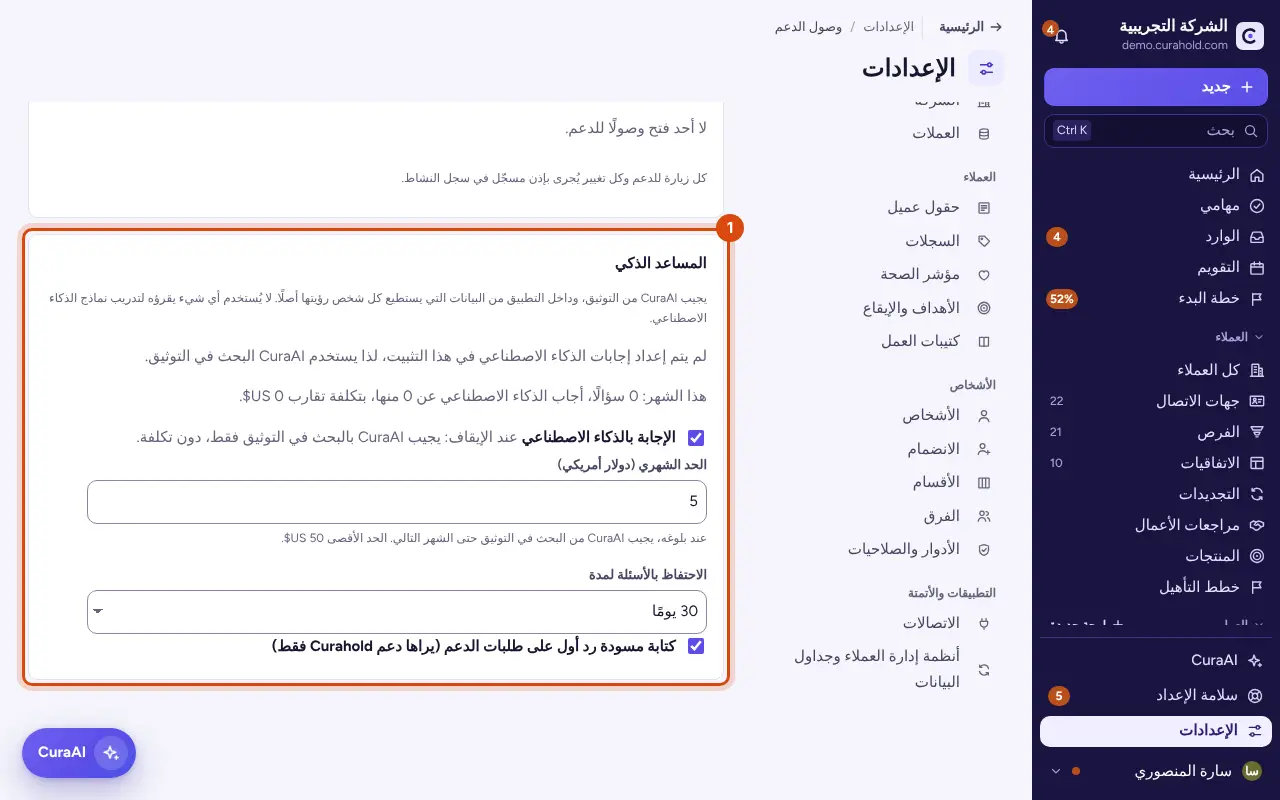 الشركة التجريبية
demo.curahold.com
4
جديد
بحث
Ctrl K
الرئيسية
مهامي
الوارد
4
التقويم
خطة البدء
52%
العملاء
كل العملاء
جهات الاتصال
22
الفرص
21
الاتفاقيات
10
التجديدات
مراجعات الأعمال
المنتجات
خطط التأهيل
CuraAI
سلامة الإعداد
5
الإعدادات
سا
سارة المنصوري
الرئيسية
الإعدادات / وصول الدعم
الإعدادات
الشركة
العملات
العملاء
حقول عميل
السجلات
مؤشر الصحة
الأهداف والإيقاع
كتيبات العمل
الأشخاص
الأشخاص
الانضمام
الأقسام
الفرق
الأدوار والصلاحيات
التطبيقات والأتمتة
الاتصالات
أنظمة إدارة العملاء وجداول
البيانات
لا أحد فتح وصولًا للدعم.
كل زيارة للدعم وكل تغيير يُجرى بإذن مسجّل في سجل النشاط.
1
المساعد الذكي
يجيب CuraAI من التوثيق، وداخل التطبيق من البيانات التي يستطيع كل شخص رؤيتها أصلًا. لا يُستخدم أي شيء يقرؤه لتدريب نماذج الذكاء
الاصطناعي.
لم يتم إعداد إجابات الذكاء الاصطناعي في هذا التثبيت، لذا يستخدم CuraAI البحث في التوثيق.
هذا الشهر: 0 سؤالًا، أجاب الذكاء الاصطناعي عن 0 منها، بتكلفة تقارب US 0$.
الإجابة بالذكاء الاصطناعي عند الإيقاف: يجيب CuraAI بالبحث في التوثيق فقط، دون تكلفة.
الحد الشهري (دولار أمريكي)
5
عند بلوغه، يجيب CuraAI من البحث في التوثيق حتى الشهر التالي. الحد الأقصى US 50$.
الاحتفاظ بالأسئلة لمدة
30 يومًا
كتابة مسودة رد أول على طلبات الدعم (يراها دعم Curahold فقط)
CuraAI